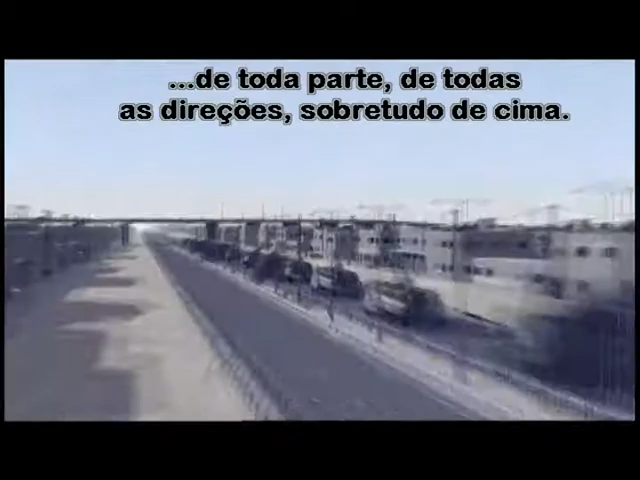 ...de toda parte, de todas
as direções, sobretudo de cima.